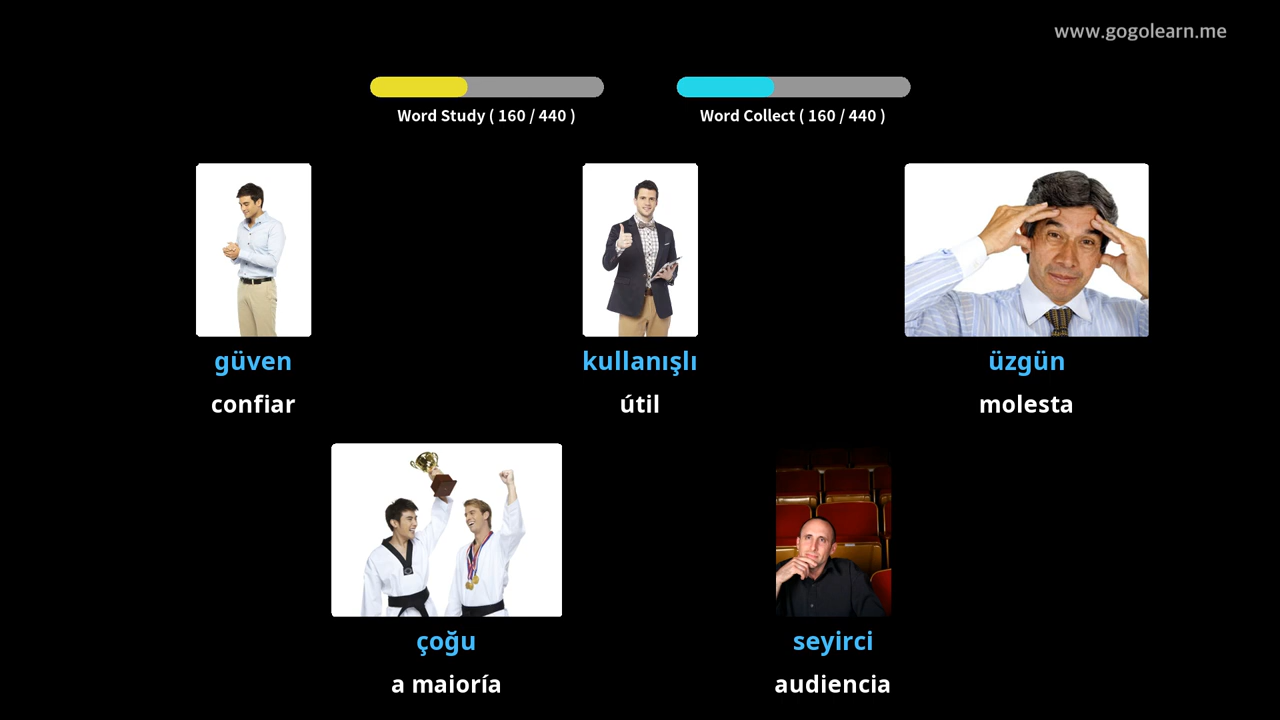 www.gogolearn.me
Word Study ( 160 / 440 )
Word Collect ( 160 / 440 )
güven
kullanışlı
üzgün
confiar
útil
molesta
çoğu
seyirci
a maioría
audiencia